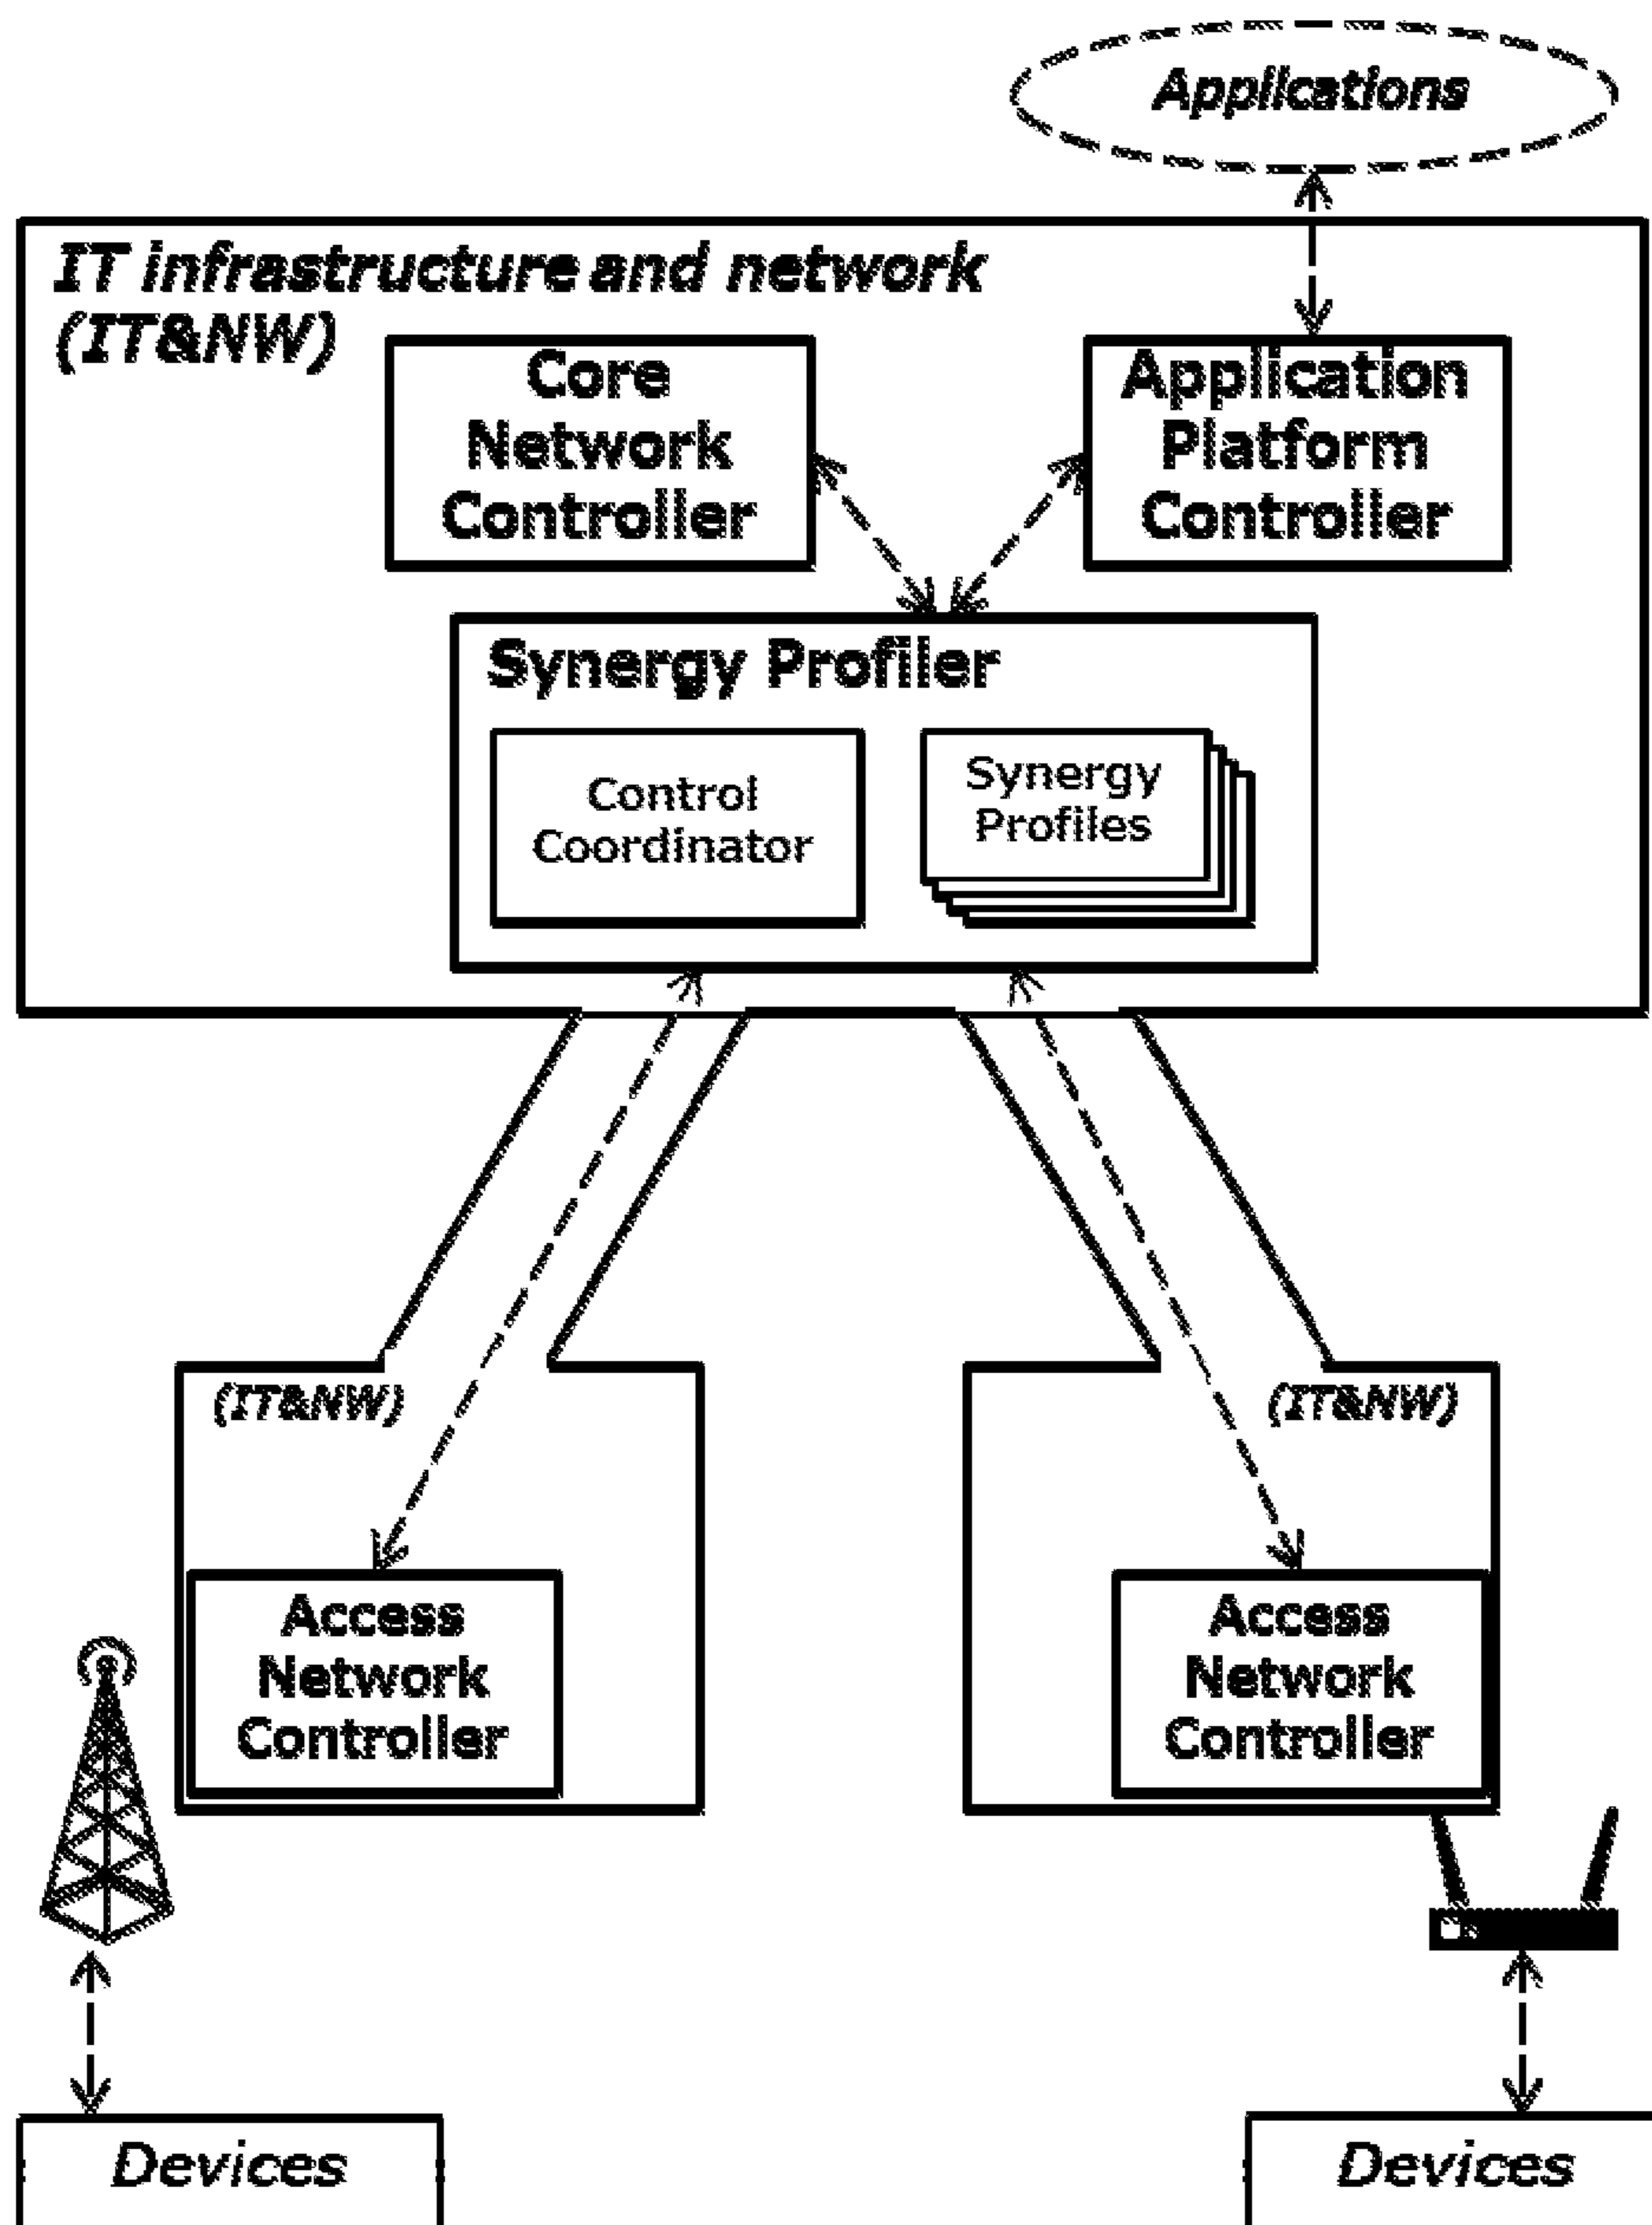 Applications
IT infrastructure and network
(IT&NW)
Core
Network
Controller
Application
Platform
Controller
Synergy Profiler
Control
Coordinator
Synergy
Profiles
(IT&NW)
(IT&NW)
Access
Network
Controller
Access
Network
Controller
Devices
Devices